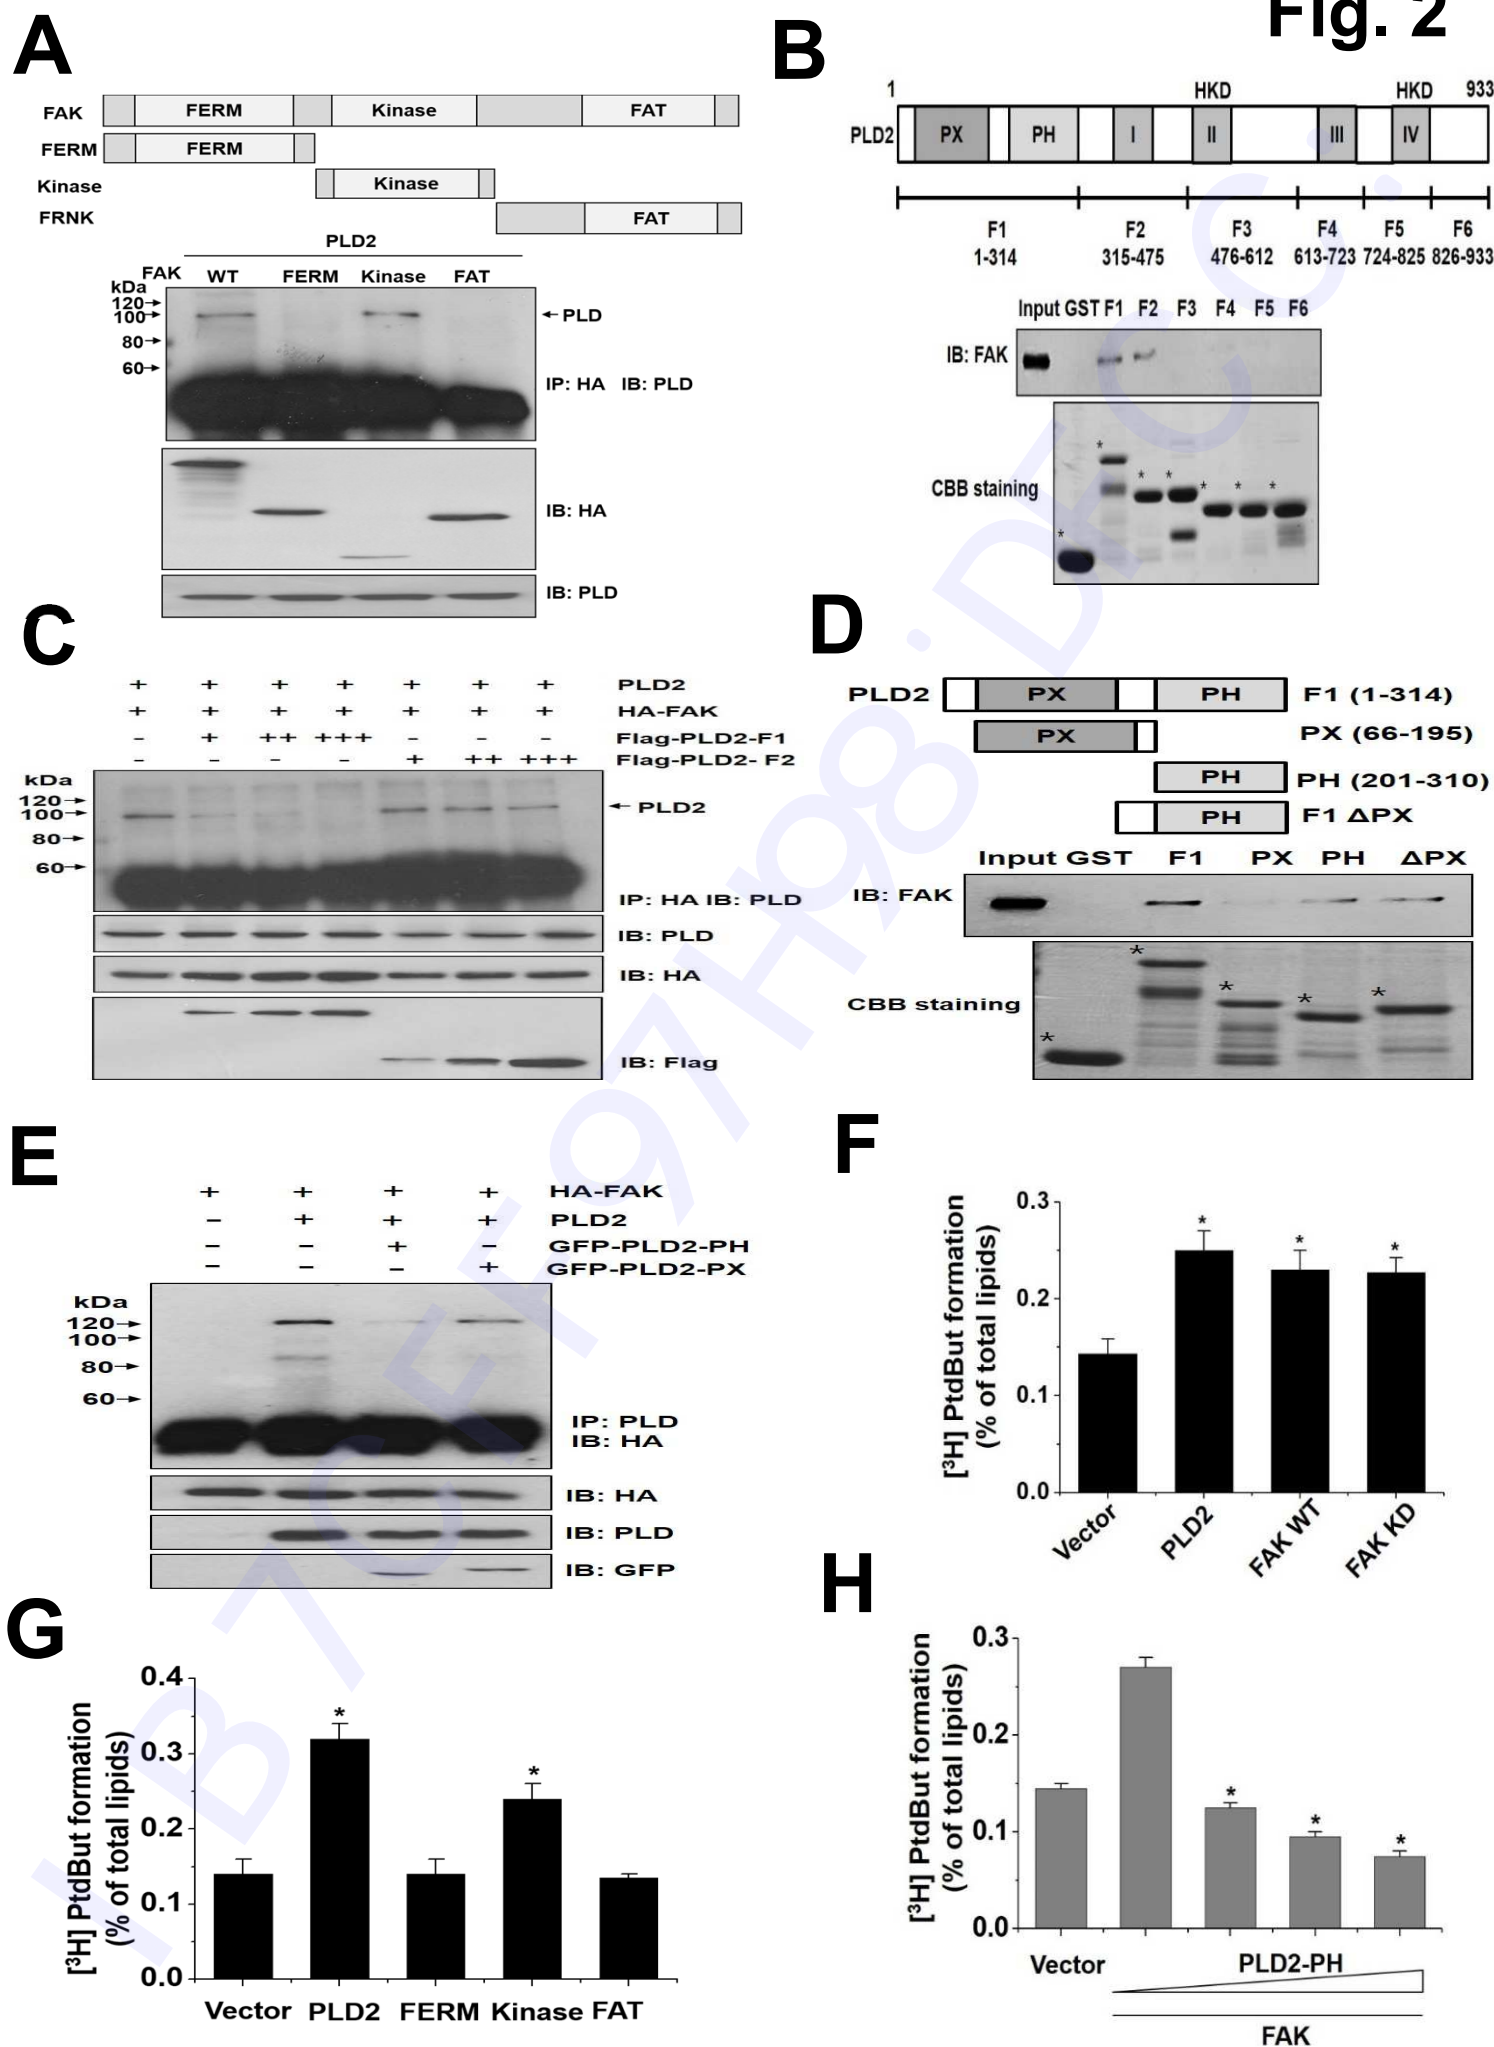 Fig. 2
A
FAK FERM Kinase FAT
FERM FERM
Kinase Kinase
FRNK FAT
PLD2
FAK WT FERM Kinase FAT
kDa
120
100
80
60
PLD
IP: HA IB: PLD
IB: HA
IB: PLD
B
1 HKD HKD 933
PLD2 PX PH I II III IV
F1 F2 F3 F4 F5 F6
1-314 315-475 476-612 613-723 724-825 826-933
Input GST F1 F2 F3 F4 F5 F6
IB: FAK
CBB staining
* * * * * * *
C
+ + + + + + + PLD2
+ + + + + + + HA-FAK
- + ++ +++ - - - Flag-PLD2-F1
- - - - + ++ +++ Flag-PLD2- F2
kDa
120
100
80
60
PLD2
IP: HA IB: PLD
IB: PLD
IB: HA
IB: Flag
D
PLD2 PX PH F1 (1-314)
PX PX (66-195)
PH PH (201-310)
PH F1 ΔPX
Input GST F1 PX PH ΔPX
IB: FAK
CBB staining
* * * * *
E
+ + + + HA-FAK
- + + + PLD2
- - + - GFP-PLD2-PH
- - - + GFP-PLD2-PX
kDa
120
100
80
60
IP: PLD
IB: HA
IB: HA
IB: PLD
IB: GFP
F
[³H] PtdBut formation
(% of total lipids)
0.3
0.2
0.1
0.0
* * *
Vector PLD2 FAK WT FAK KD
G
[³H] PtdBut formation
(% of total lipids)
0.4
0.3
0.2
0.1
0.0
* *
Vector PLD2 FERM Kinase FAT
H
[³H] PtdBut formation
(% of total lipids)
0.3
0.2
0.1
0.0
* * *
Vector PLD2-PH
FAK